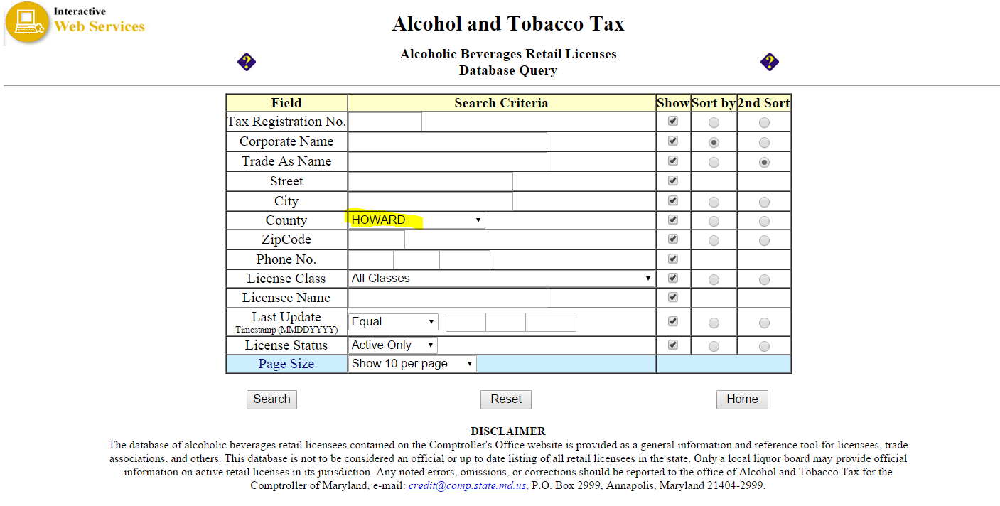 Interactive
Web Services
Alcohol and Tobacco Tax
Alcoholic Beverages Retail Licenses
Database Query
? ?
Field Search Criteria Show Sort by 2nd Sort
Tax Registration No.
Corporate Name
Trade As Name
Street
City
County HOWARD
ZipCode
Phone No.
License Class All Classes
Licensee Name
Last Update
Timestamp (MMDDYYYY) Equal
License Status Active Only
Page Size Show 10 per page
Search Reset Home
DISCLAIMER
The database of alcoholic beverages retail licensees contained on the Comptroller's Office website is provided as a general information and reference tool for licensees, trade
associations, and others. This database is not to be considered an official or up to date listing of all retail licensees in the state. Only a local liquor board may provide official
information on active retail licenses in its jurisdiction. Any noted errors, omissions, or corrections should be reported to the office of Alcohol and Tobacco Tax for the
Comptroller of Maryland, e-mail: credit@comp.state.md.us, P.O. Box 2999, Annapolis, Maryland 21404-2999.